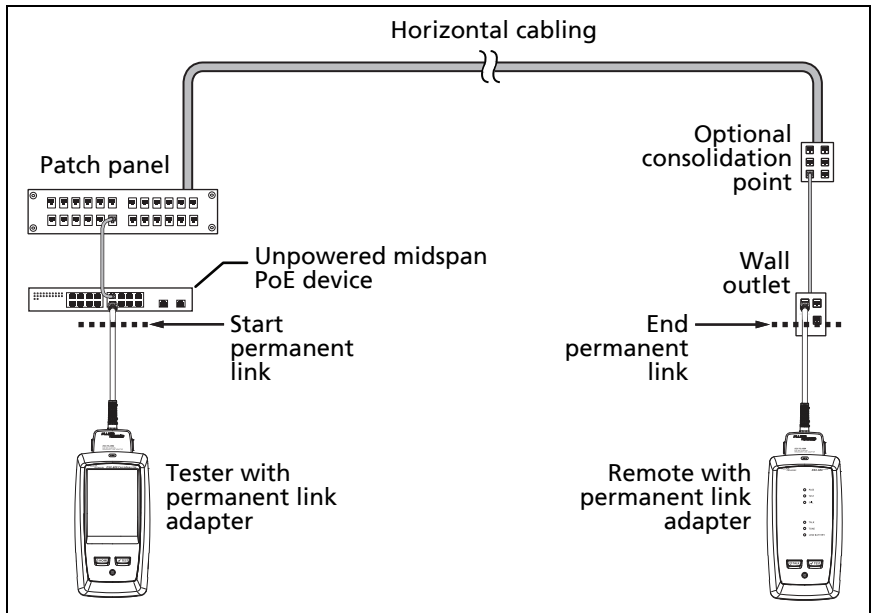 Horizontal cabling
Optional
consolidation
point
Patch panel
Unpowered midspan
PoE device
Wall
outlet
Start
permanent
link
End
permanent
link
Tester with
permanent link
adapter
Remote with
permanent link
adapter